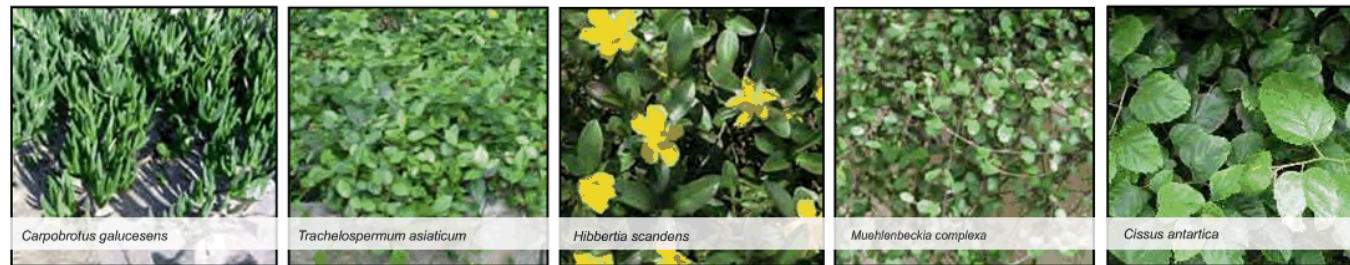 Carpobrotus galucesens
Trachelospermum asiaticum
Hibbertia scandens
Muehlenbeckia complexa
Cissus antartica